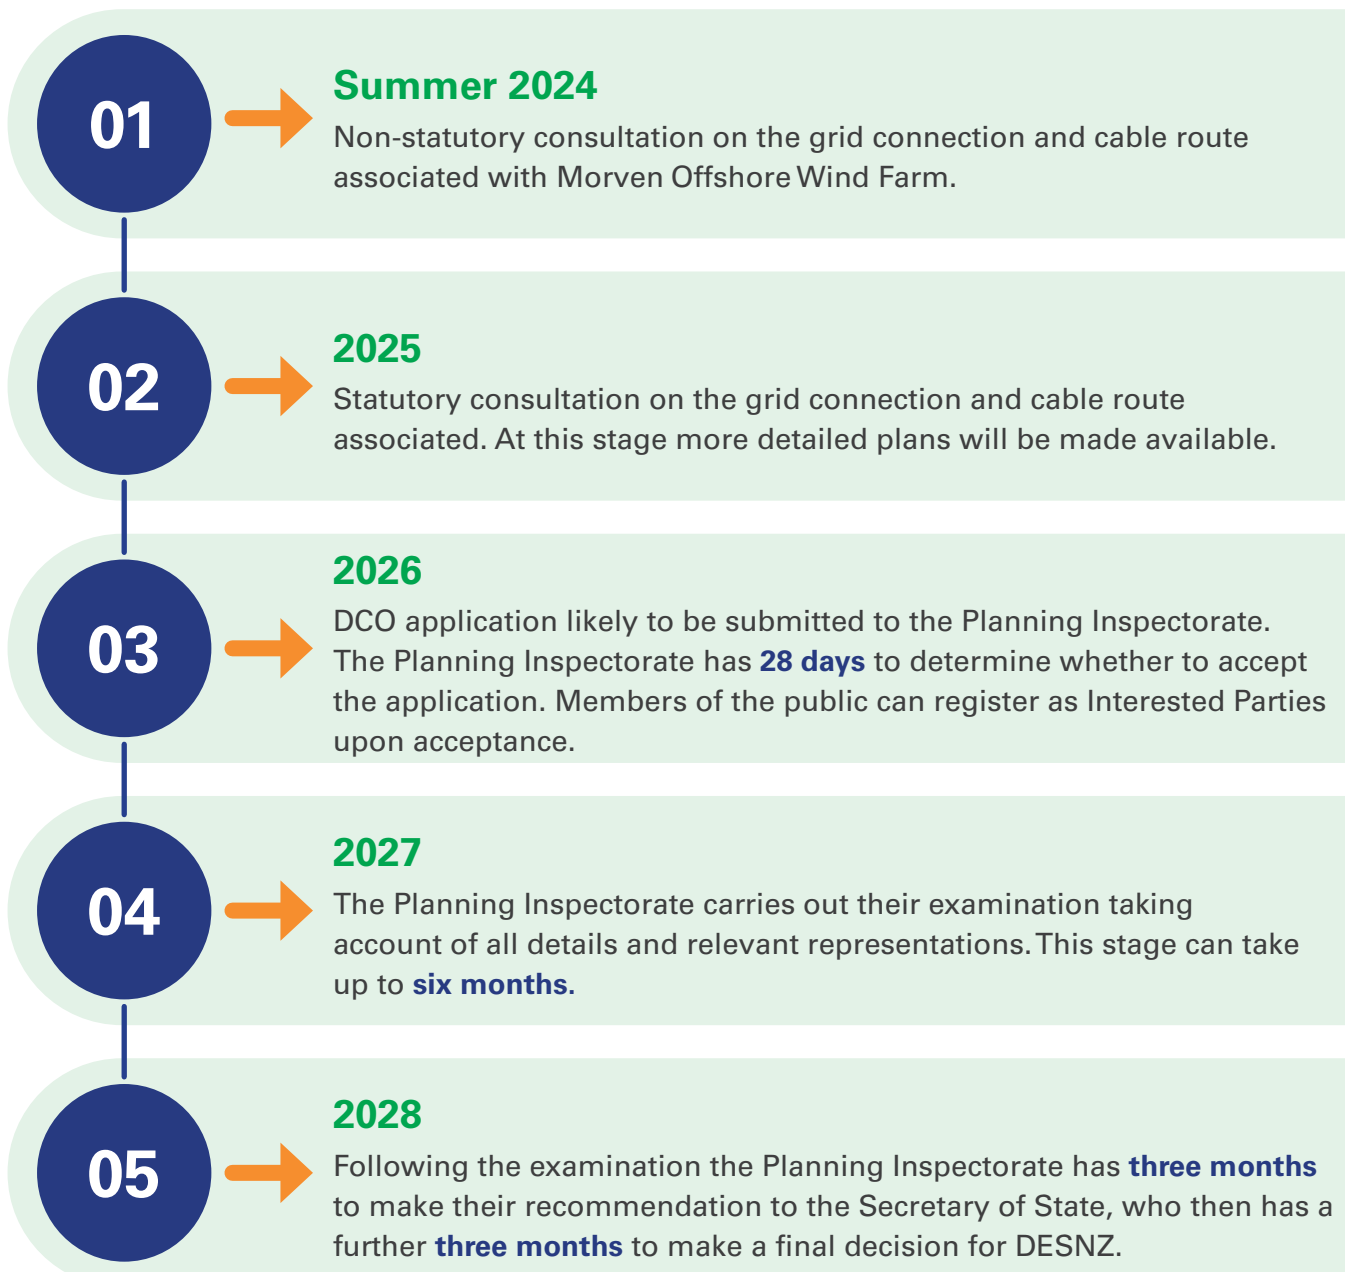 01
Summer 2024
Non-statutory consultation on the grid connection and cable route
associated with Morven Offshore Wind Farm.
02
2025
Statutory consultation on the grid connection and cable route
associated. At this stage more detailed plans will be made available.
03
2026
DCO application likely to be submitted to the Planning Inspectorate.
The Planning Inspectorate has 28 days to determine whether to accept
the application. Members of the public can register as Interested Parties
upon acceptance.
04
2027
The Planning Inspectorate carries out their examination taking
account of all details and relevant representations. This stage can take
up to six months.
05
2028
Following the examination the Planning Inspectorate has three months
to make their recommendation to the Secretary of State, who then has a
further three months to make a final decision for DESNZ.